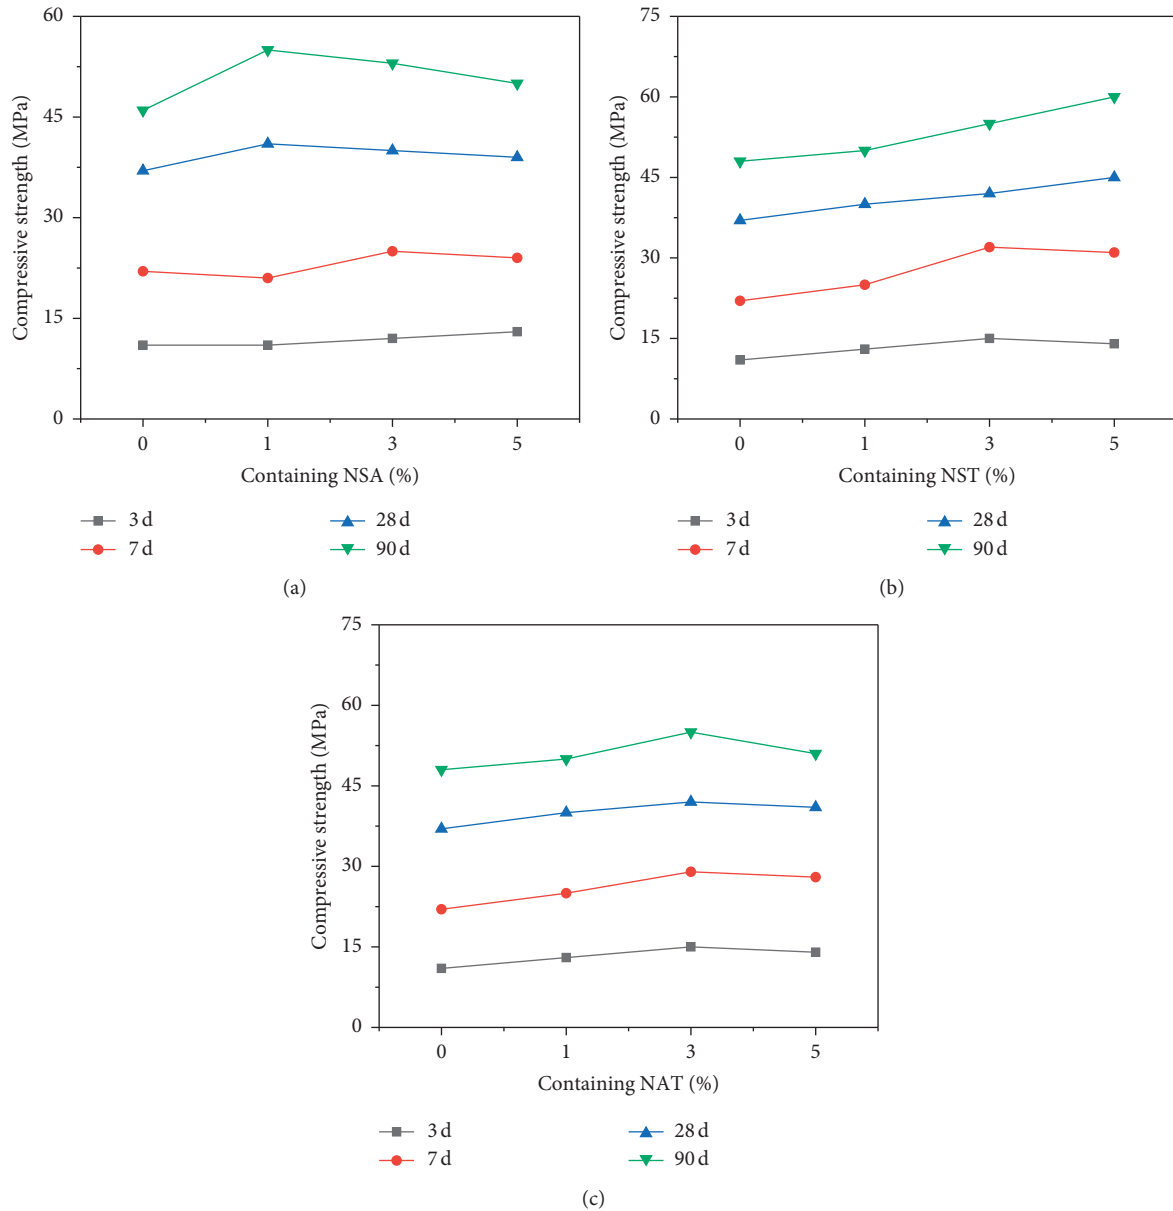 Compressive strength (MPa)
60
45
30
15
0
0 1 3 5
Containing NSA (%)
3 d 28 d
7 d 90 d
(a)
Compressive strength (MPa)
75
60
45
30
15
0
0 1 3 5
Containing NST (%)
3 d 28 d
7 d 90 d
(b)
Compressive strength (MPa)
75
60
45
30
15
0
0 1 3 5
Containing NAT (%)
3 d 28 d
7 d 90 d
(c)